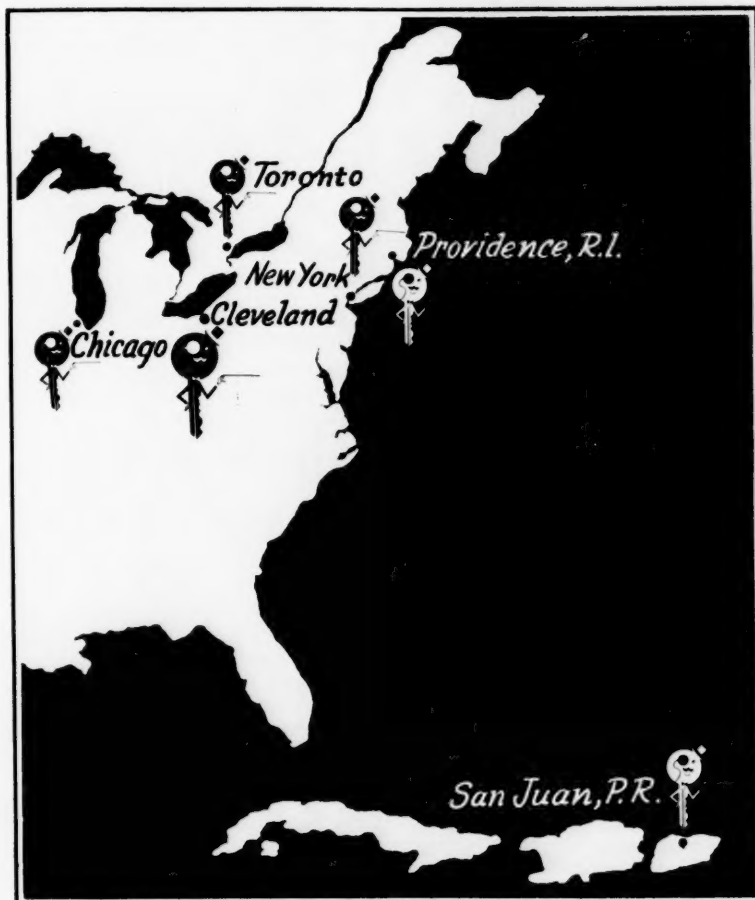 Toronto
Providence, R.I.
New York
Cleveland
Chicago
San Juan, P.R.